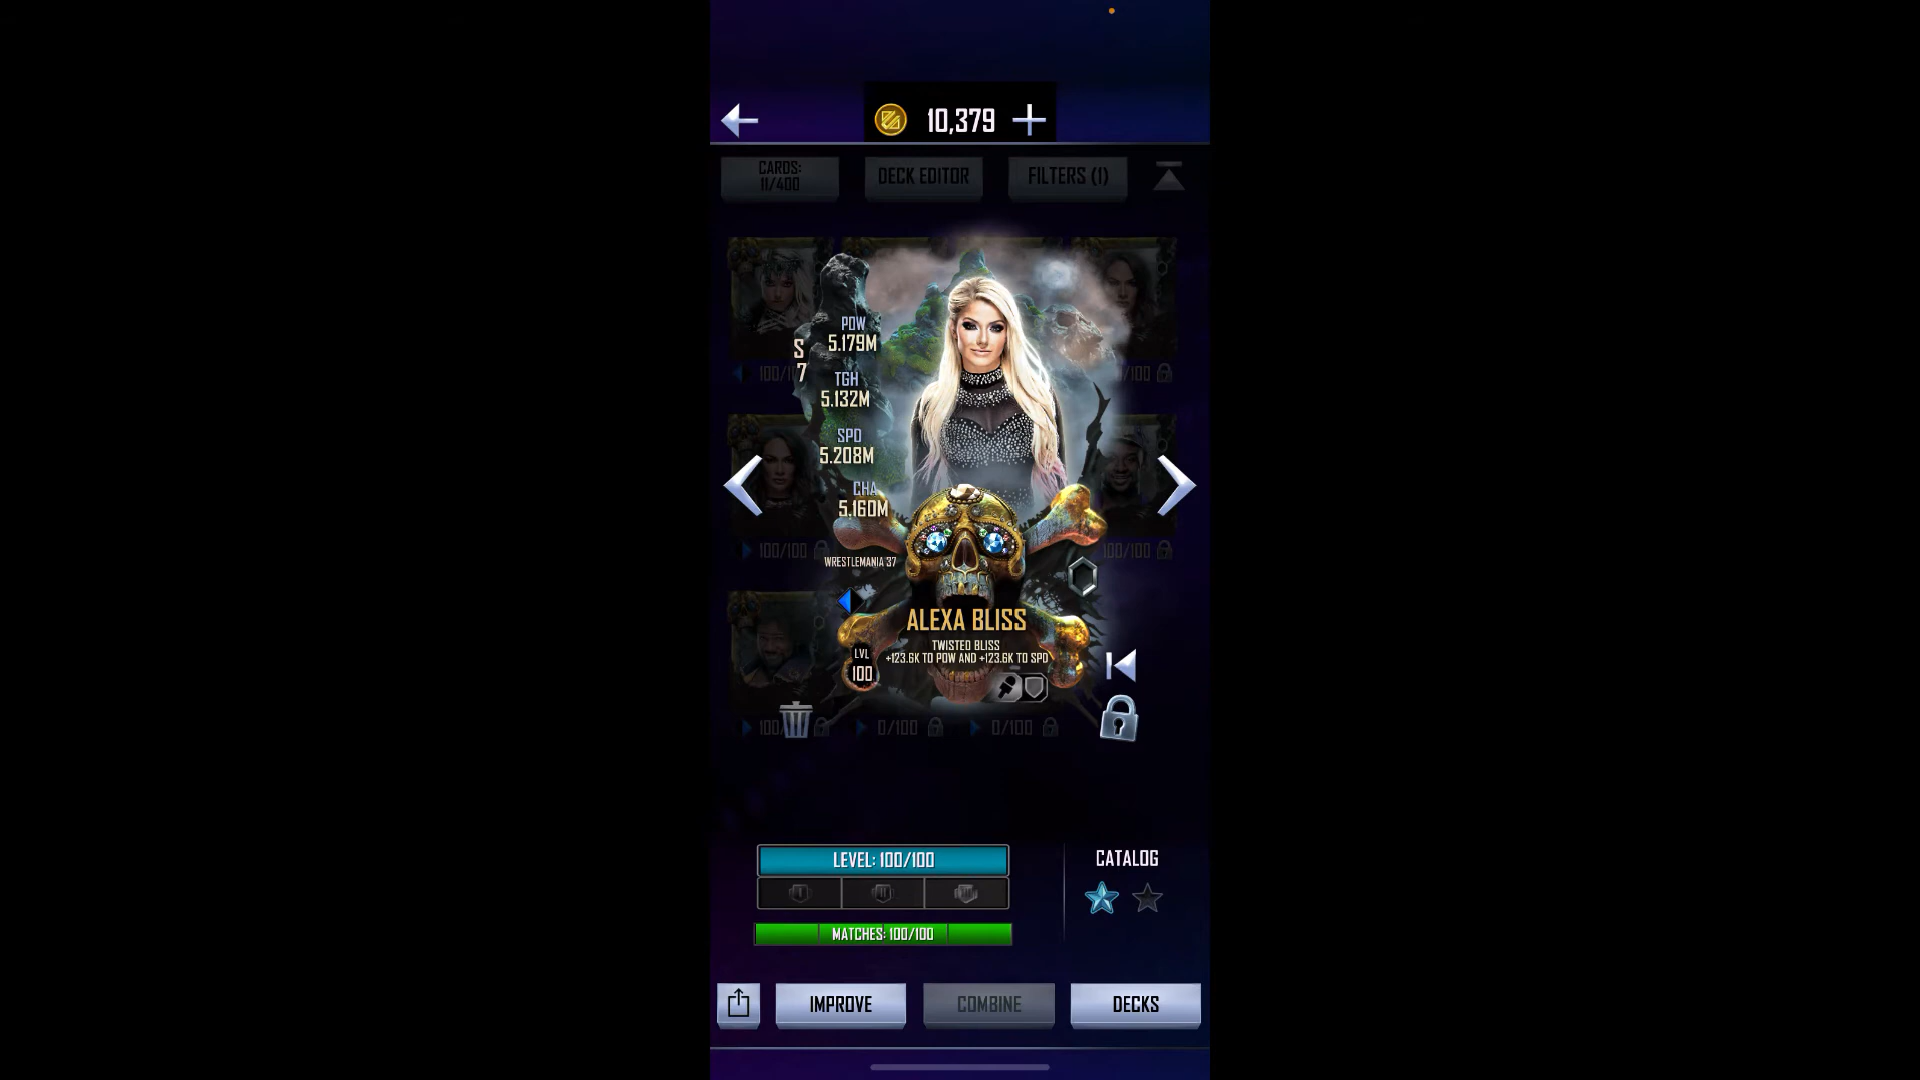 10,379
CARDS:
11/400
DECK EDITOR
FILTERS (1)
POW
5.179M
S
7
TGH
5.132M
100/1
/100
SPD
5.208M
CHA
5.160M
100/100
100/100
WRESTLEMANIA 37
ALEXA BLISS
TWISTED BLISS
+123.6K TO POW AND +123.6K TO SPD
LVL
100
100/
0/100
0/100
LEVEL: 100/100
MATCHES: 100/100
CATALOG
IMPROVE
COMBINE
DECKS